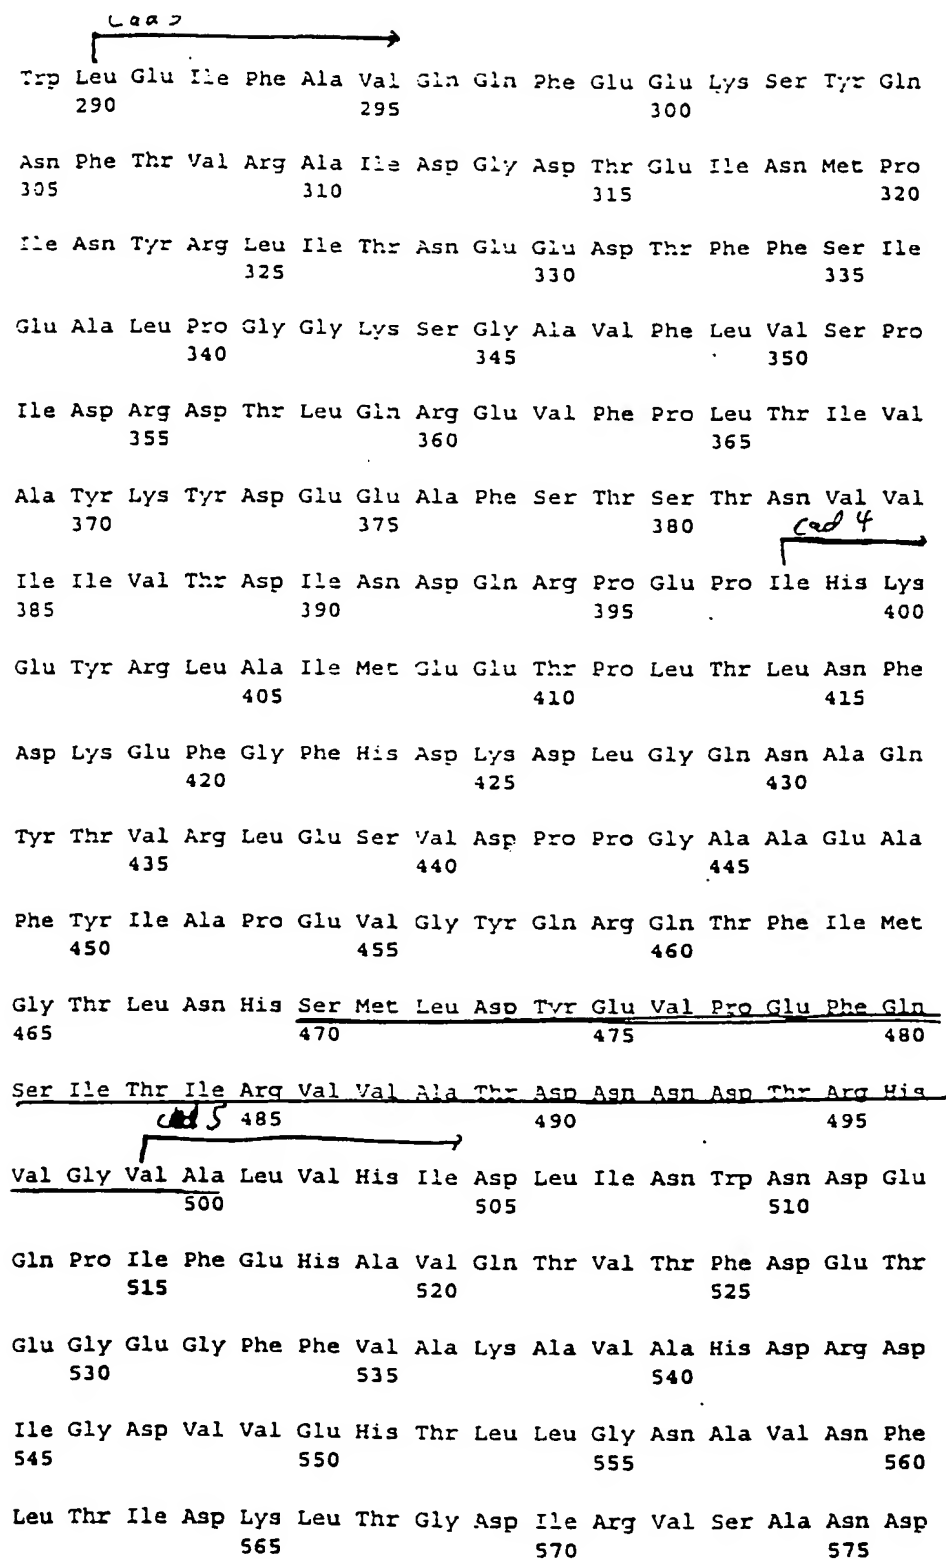 Trp Leu Glu Ile Phe Ala Val Gln Gln Phe Glu Glu Lys Ser Tyr Gln
290 295 300
Asn Phe Thr Val Arg Ala Ile Asp Gly Asp Thr Glu Ile Asn Met Pro
305 310 315 320
Ile Asn Tyr Arg Leu Ile Thr Asn Glu Glu Asp Thr Phe Phe Ser Ile
325 330 335
Glu Ala Leu Pro Gly Gly Lys Ser Gly Ala Val Phe Leu Val Ser Pro
340 345 350
Ile Asp Arg Asp Thr Leu Gln Arg Glu Val Phe Pro Leu Thr Ile Val
355 360 365
Ala Tyr Lys Tyr Asp Glu Glu Ala Phe Ser Thr Ser Thr Asn Val Val
370 375 380
cad 4
Ile Ile Val Thr Asp Ile Asn Asp Gln Arg Pro Glu Pro Ile His Lys
385 390 395 400
Glu Tyr Arg Leu Ala Ile Met Glu Glu Thr Pro Leu Thr Leu Asn Phe
405 410 415
Asp Lys Glu Phe Gly Phe His Asp Lys Asp Leu Gly Gln Asn Ala Gln
420 425 430
Tyr Thr Val Arg Leu Glu Ser Val Asp Pro Pro Gly Ala Ala Glu Ala
435 440 445
Phe Tyr Ile Ala Pro Glu Val Gly Tyr Gln Arg Gln Thr Phe Ile Met
450 455 460
Gly Thr Leu Asn His Ser Met Leu Asp Tyr Glu Val Pro Glu Phe Gln
465 470 475 480
Ser Ile Thr Ile Arg Val Val Ala Thr Asp Asn Asn Asp Thr Arg His
cad 5 485 490 495
Val Gly Val Ala Leu Val His Ile Asp Leu Ile Asn Trp Asn Asp Glu
500 505 510
Gln Pro Ile Phe Glu His Ala Val Gln Thr Val Thr Phe Asp Glu Thr
515 520 525
Glu Gly Glu Gly Phe Phe Val Ala Lys Ala Val Ala His Asp Arg Asp
530 535 540
Ile Gly Asp Val Val Glu His Thr Leu Leu Gly Asn Ala Val Asn Phe
545 550 555 560
Leu Thr Ile Asp Lys Leu Thr Gly Asp Ile Arg Val Ser Ala Asn Asp
565 570 575